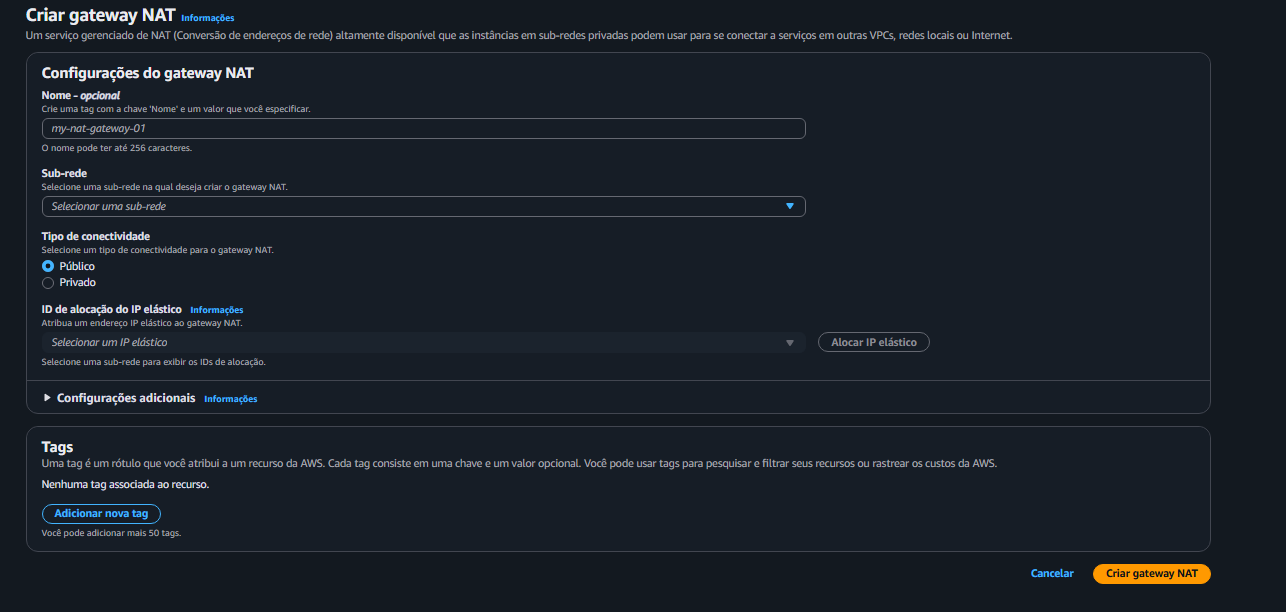 Criar gateway NAT Informações
Um serviço gerenciado de NAT (Conversão de endereços de rede) altamente disponível que as instâncias em sub-redes privadas podem usar para se conectar a serviços em outras VPCs, redes locais ou Internet.
Configurações do gateway NAT
Nome - opcional
Crie uma tag com a chave 'Nome' e um valor que você especificar.
my-nat-gateway-01
O nome pode ter até 256 caracteres.
Sub-rede
Selecione uma sub-rede na qual deseja criar o gateway NAT.
Selecionar uma sub-rede
Tipo de conectividade
Selecione um tipo de conectividade para o gateway NAT.
Público
Privado
ID de alocação do IP elástico Informações
Atribua um endereço IP elástico ao gateway NAT.
Selecionar um IP elástico Alocar IP elástico
Selecione uma sub-rede para exibir os IDs de alocação.
Configurações adicionais Informações
Tags
Uma tag é um rótulo que você atribui a um recurso da AWS. Cada tag consiste em uma chave e um valor opcional. Você pode usar tags para pesquisar e filtrar seus recursos ou rastrear os custos da AWS.
Nenhuma tag associada ao recurso.
Adicionar nova tag
Você pode adicionar mais 50 tags.
Cancelar Criar gateway NAT